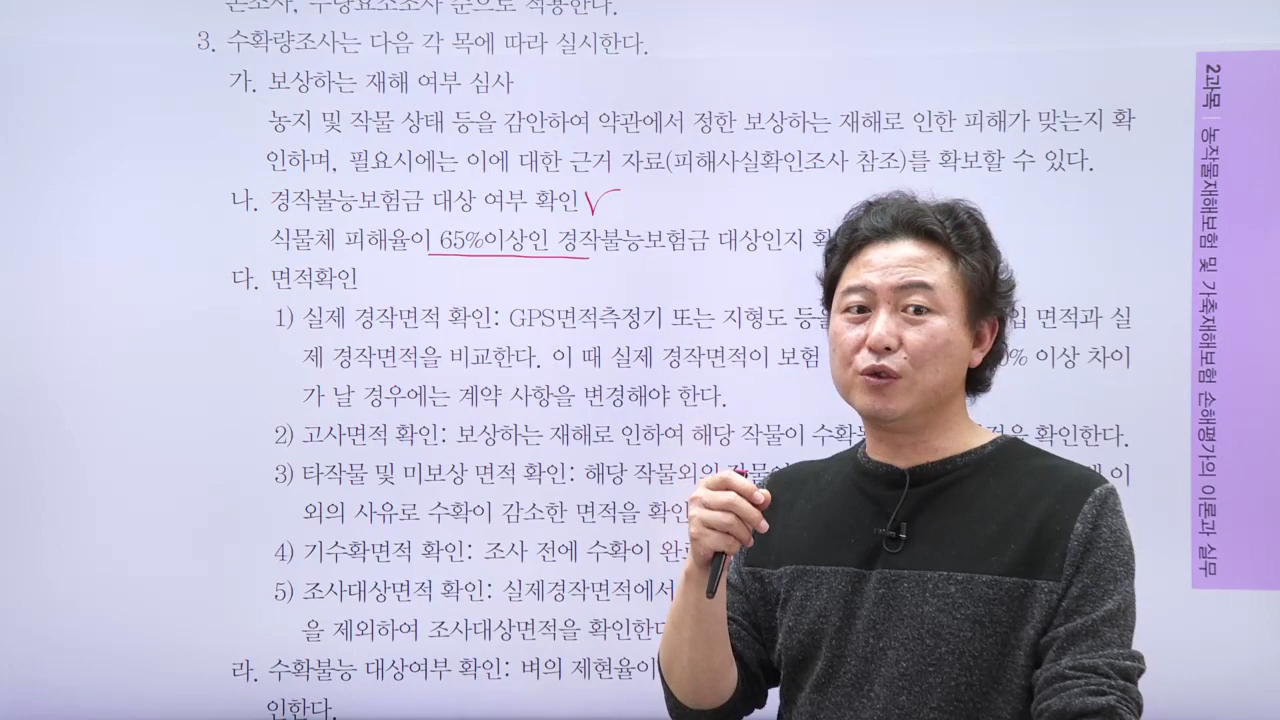 른조사, 수량요소조사 순으로 적용한다.
3. 수확량조사는 다음 각 목에 따라 실시한다.
가. 보상하는 재해 여부 심사
농지 및 작물 상태 등을 감안하여 약관에서 정한 보상하는 재해로 인한 피해가 맞는지 확
인하며, 필요시에는 이에 대한 근거 자료(피해사실확인조사 참조)를 확보할 수 있다.
나. 경작불능보험금 대상 여부 확인
식물체 피해율이 65%이상인 경작불능보험금 대상인지
다. 면적확인
1) 실제 경작면적 확인: GPS면적측정기 또는 지형도 등을 면적과 실
제 경작면적을 비교한다. 이 때 실제 경작면적이 보험 이상 차이
가 날 경우에는 계약 사항을 변경해야 한다.
2) 고사면적 확인: 보상하는 재해로 인하여 해당 작물이 확인한다.
3) 타작물 및 미보상 면적 확인: 해당 작물외의 이
외의 사유로 수확이 감소한 면적을
4) 기수확면적 확인: 조사 전에 수확이
5) 조사대상면적 확인: 실제경작면적에서
을 제외하여 조사대상면적을
라. 수확불능 대상여부 확인: 벼의 제현율이
인한다.
2과목 농작물재해보험 및 가축재해보험 손해평가의 이론과 실무